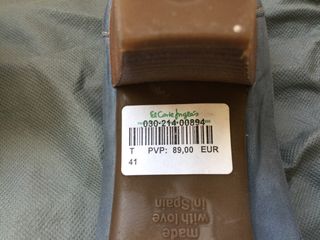 El Corte Inglés
030-214-00894
T PVP: 89,00 EUR
41
made
with love
in Spain